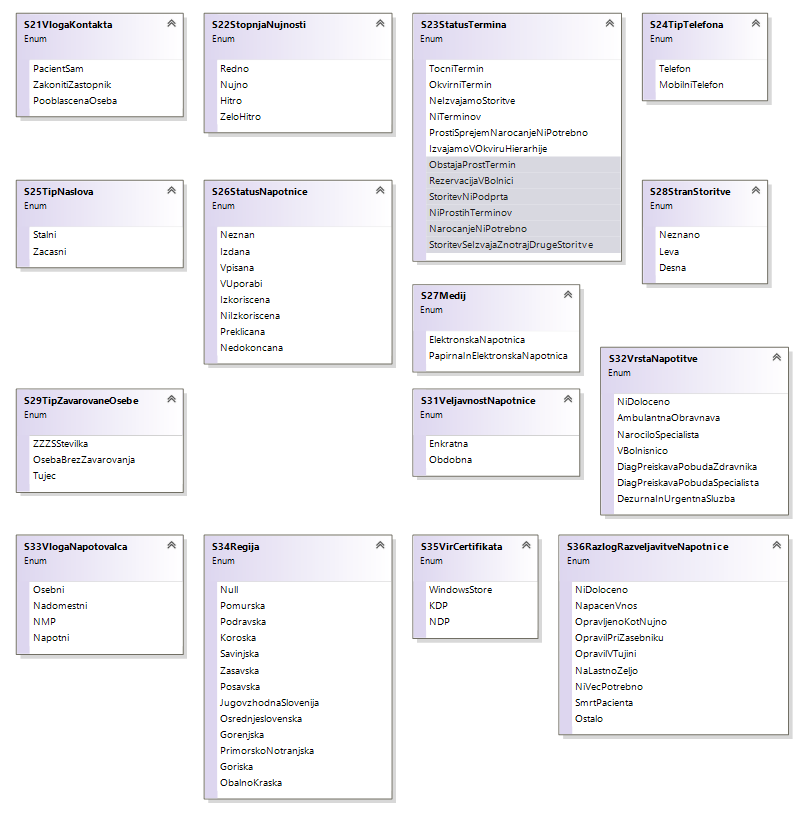 S21VlogaKontakta
Enum
PacientSam
ZakonitiZastopnik
PooblascenaOseba
S22StopnjaNujnosti
Enum
Redno
Nujno
Hitro
ZeloHitro
S23StatusTermina
Enum
TocniTermin
OkvirniTermin
NeIzvajamoStoritve
NiTerminov
ProstiSprejemNarocanjeNiPotrebno
IzvajamoVOkviruHierarhije
ObstajaProstTermin
RezervacijaVBolnici
StoritevNiPodprta
NiProstihTerminov
NarocanjeNiPotrebno
StoritevSeIzvajaZnotrajDrugeStoritve
S24TipTelefona
Enum
Telefon
MobilniTelefon
S25TipNaslova
Enum
Stalni
Zacasni
S26StatusNapotnice
Enum
Neznan
Izdana
Vpisana
VUporabi
Izkoriscena
NiIzkoriscena
Preklicana
Nedokoncana
S28StranStoritve
Enum
Neznano
Leva
Desna
S27Medij
Enum
ElektronskaNapotnica
PapirnaInElektronskaNapotnica
S32VrstaNapotitve
Enum
NiDoloceno
AmbulantnaObravnava
NarociloSpecialista
VBolnisnico
DiagPreiskavaPobudaZdravnika
DiagPreiskavaPobudaSpecialista
DezurnaInUrgentnaSluzba
S29TipZavarovaneOsebe
Enum
ZZZSStevilka
OsebaBrezZavarovanja
Tujec
S31VeljavnostNapotnice
Enum
Enkratna
Obdobna
S33VlogaNapotovalca
Enum
Osebni
Nadomestni
NMP
Napotni
S34Regija
Enum
Null
Pomurska
Podravska
Koroska
Savinjska
Zasavska
Posavska
JugovzhodnaSlovenija
Osrednjeslovenska
Gorenjska
PrimorskoNotranjska
Goriska
ObalnoKraska
S35VirCertifikata
Enum
WindowsStore
KDP
NDP
S36RazlogRazveljavitveNapotnice
Enum
NiDoloceno
NapacenVnos
OpravljenoKotNujno
OpravilPriZasebniku
OpravilVTujini
NaLastnoZeljo
NiVecPotrebno
SmrtPacienta
Ostalo